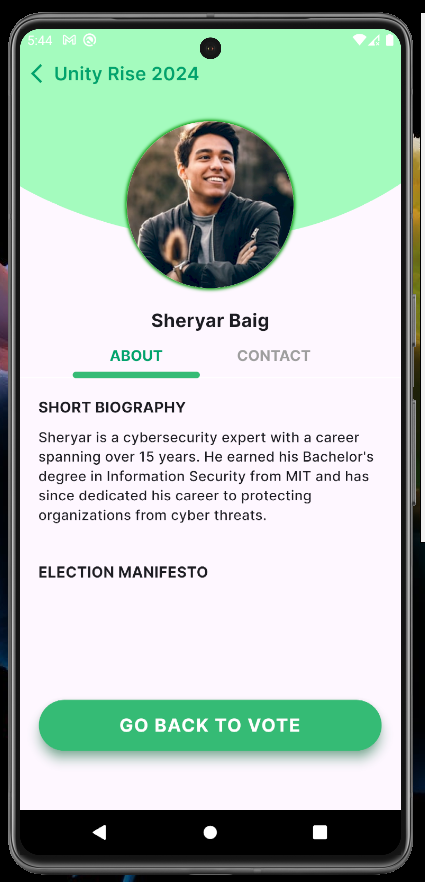 5:44
Unity Rise 2024
Sheryar Baig
ABOUT CONTACT
SHORT BIOGRAPHY
Sheryar is a cybersecurity expert with a career
spanning over 15 years. He earned his Bachelor's
degree in Information Security from MIT and has
since dedicated his career to protecting
organizations from cyber threats.
ELECTION MANIFESTO
GO BACK TO VOTE